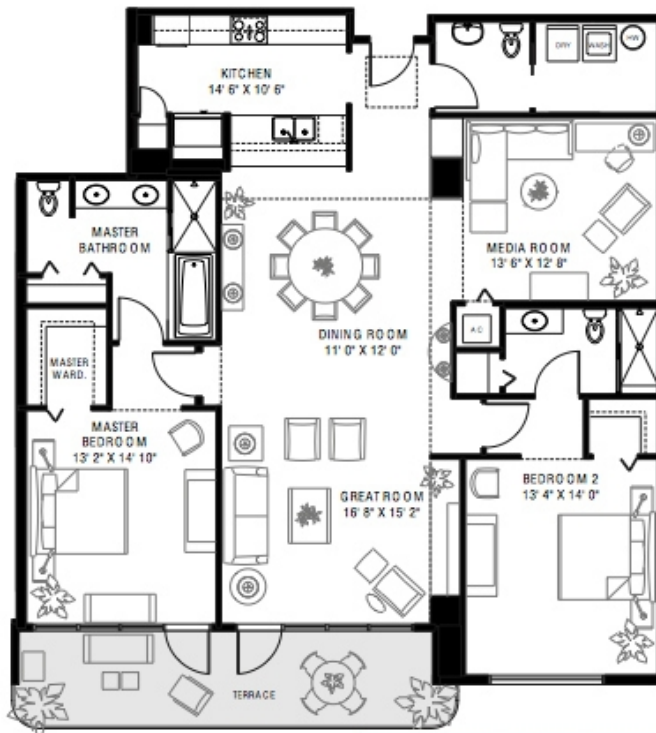 KITCHEN
14' 6" X 10' 6"
DRY
WASH
HW
MASTER
BATHROOM
MEDIA ROOM
13' 6" X 12' 8"
DINING ROOM
11' 0" X 12' 0"
A C
MASTER
WARD.
MASTER
BEDROOM
13' 2" X 14' 10"
GREAT ROOM
16' 8" X 15' 2"
BEDROOM 2
13' 4" X 14' 0"
TERRACE